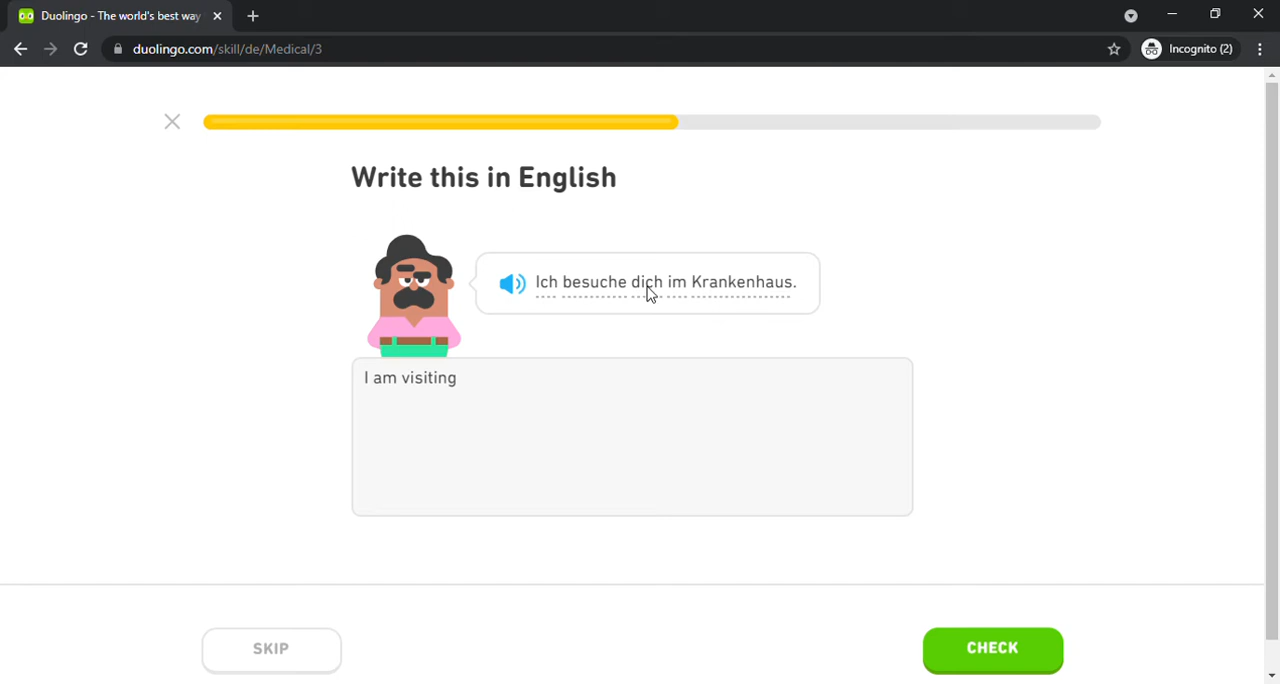 Duolingo - The world's best way
duolingo.com/skill/de/Medical/3
Incognito (2)
Write this in English
Ich besuche dich im Krankenhaus.
I am visiting
SKIP
CHECK